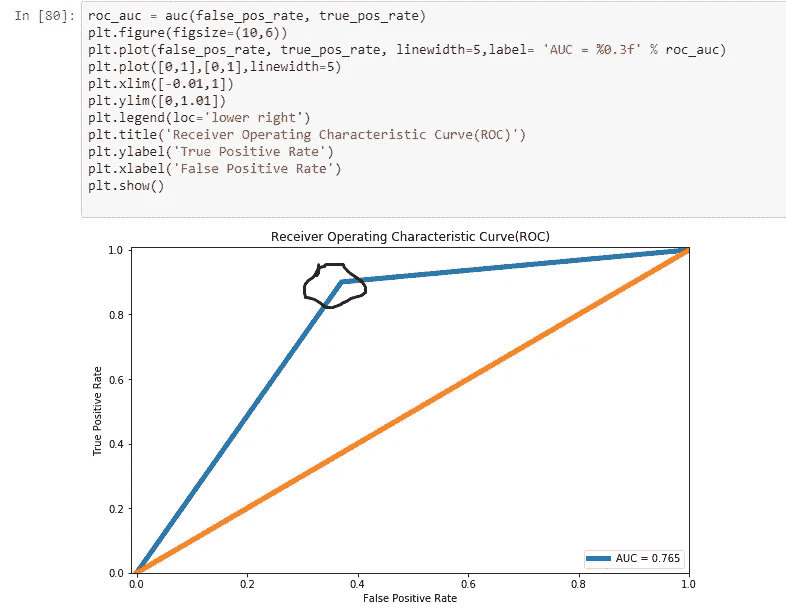 In [80]: roc_auc = auc(false_pos_rate, true_pos_rate)
plt.figure(figsize=(10,6))
plt.plot(false_pos_rate, true_pos_rate, linewidth=5,label= 'AUC = %0.3f' % roc_auc)
plt.plot([0,1],[0,1],linewidth=5)
plt.xlim([-0.01,1])
plt.ylim([0,1.01])
plt.legend(loc='lower right')
plt.title('Receiver Operating Characteristic Curve(ROC)')
plt.ylabel('True Positive Rate')
plt.xlabel('False Positive Rate')
plt.show()
Receiver Operating Characteristic Curve(ROC)
True Positive Rate
1.0
0.8
0.6
0.4
0.2
0.0
AUC = 0.765
0.0 0.2 0.4 0.6 0.8 1.0
False Positive Rate